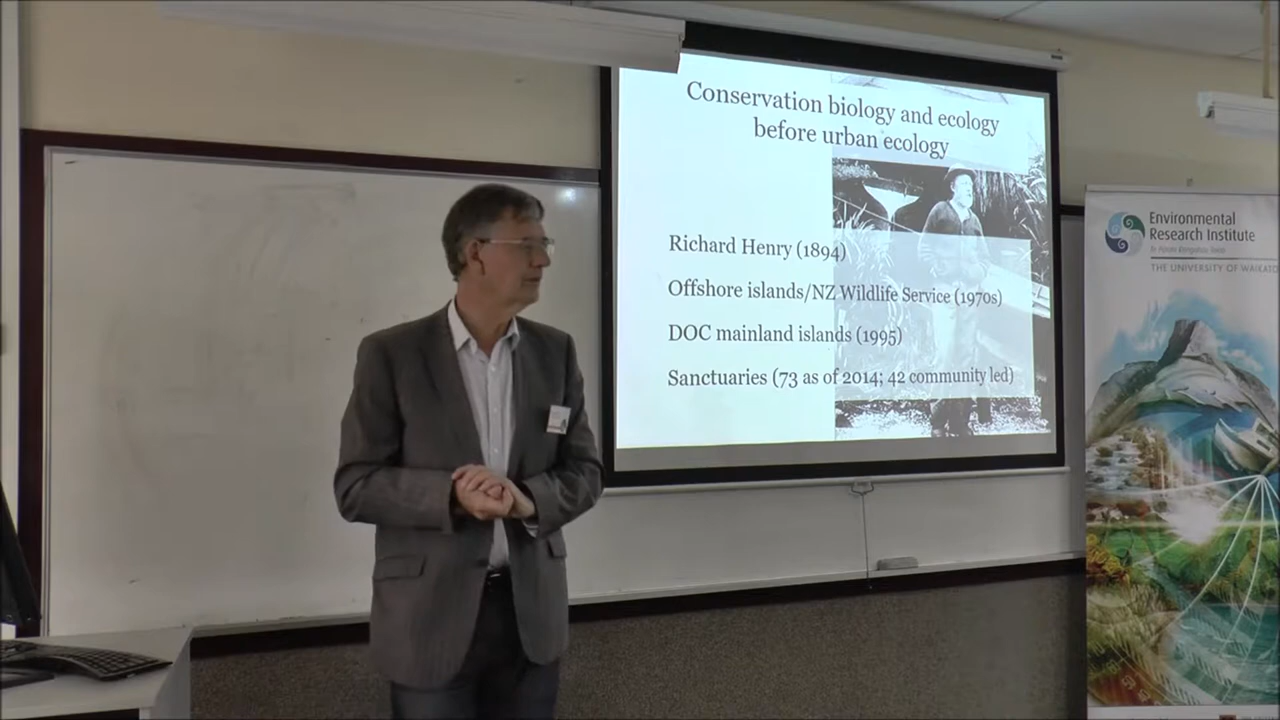 Conservation biology and ecology
before urban ecology
Richard Henry (1894)
Offshore islands/NZ Wildlife Service (1970s)
DOC mainland islands (1995)
Sanctuaries (73 as of 2014; 42 community led)
Environmental
Research Institute
THE UNIVERSITY OF WAIKATO